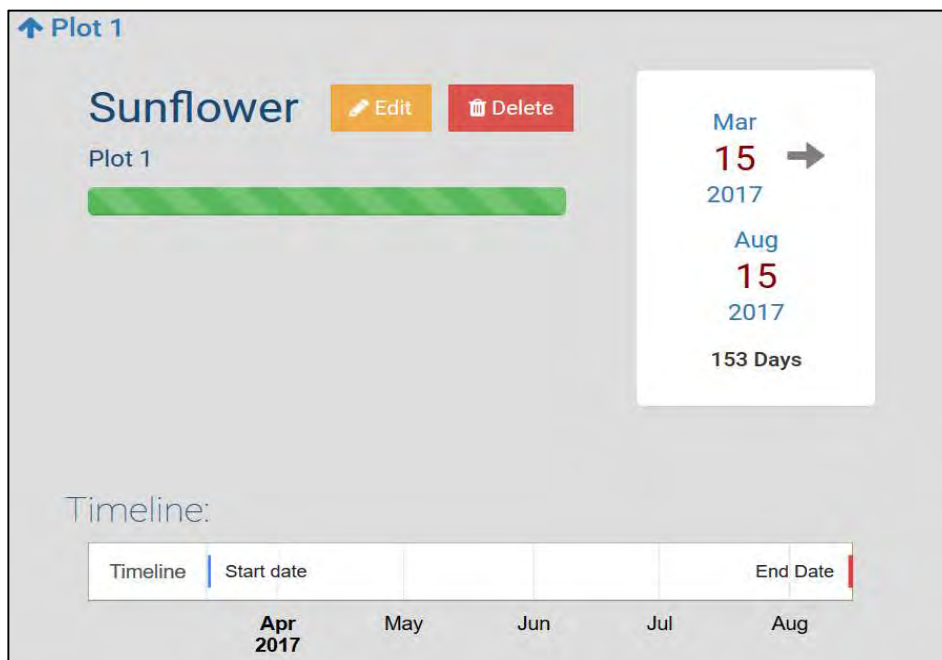 Plot 1
Sunflower Edit Delete
Plot 1
Mar
15
2017
Aug
15
2017
153 Days
Timeline:
Timeline Start date End Date
Apr May Jun Jul Aug
2017